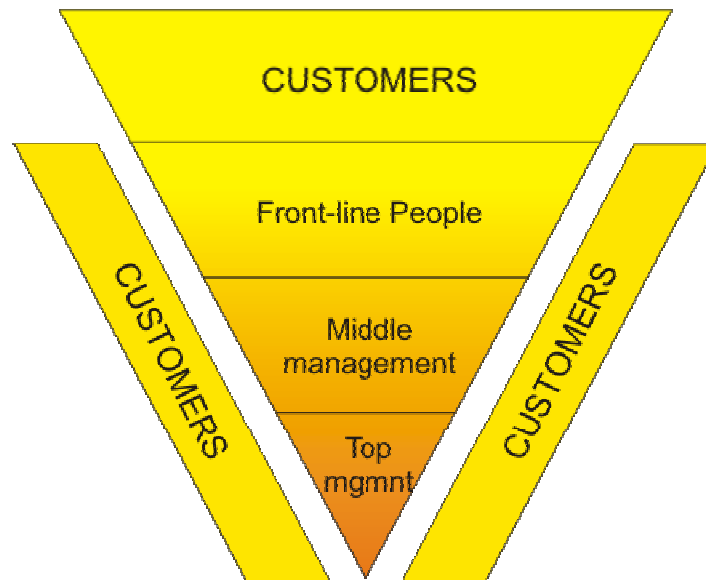 CUSTOMERS
Front-line People
CUSTOMERS
CUSTOMERS
Middle
management
Top
mgmnt